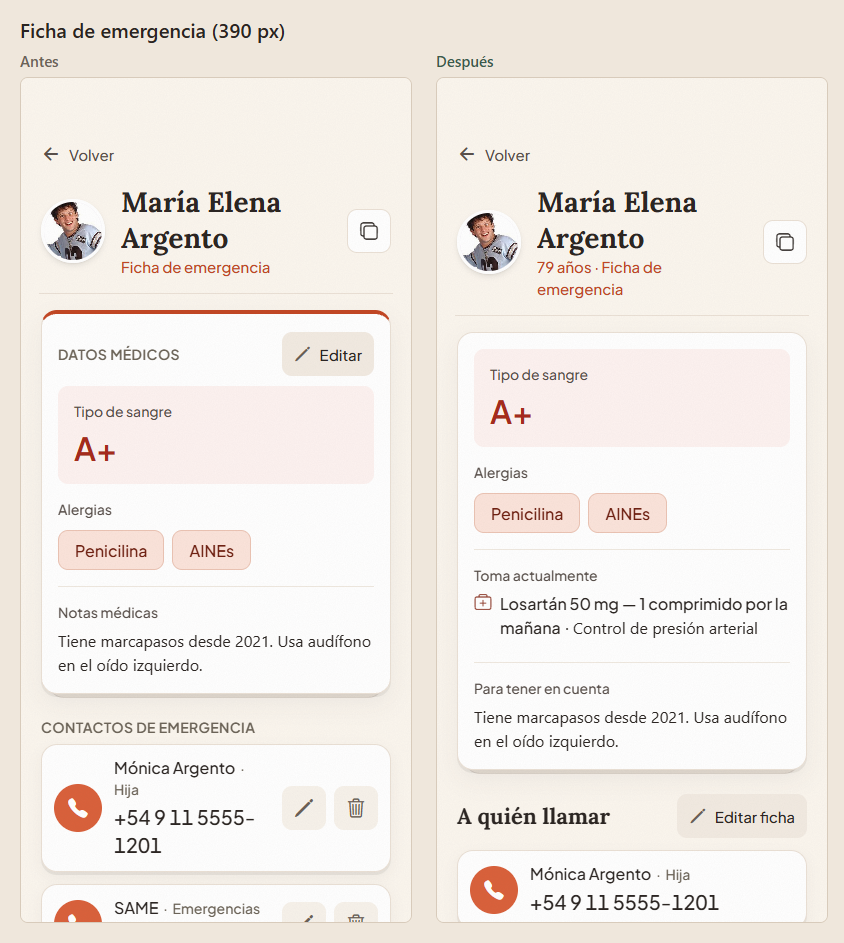 Ficha de emergencia (390 px)
Antes
Volver
María Elena
Argento
Ficha de emergencia
DATOS MÉDICOS
Editar
Tipo de sangre
A+
Alergias
Penicilina
AINEs
Notas médicas
Tiene marcapasos desde 2021. Usa audífono
en el oído izquierdo.
CONTACTOS DE EMERGENCIA
Mónica Argento ·
Hija
+54 9 11 5555-
1201
SAME · Emergencias
Después
Volver
María Elena
Argento
79 años · Ficha de
emergencia
Tipo de sangre
A+
Alergias
Penicilina
AINEs
Toma actualmente
Losartán 50 mg — 1 comprimido por la
mañana · Control de presión arterial
Para tener en cuenta
Tiene marcapasos desde 2021. Usa audífono
en el oído izquierdo.
A quién llamar
Editar ficha
Mónica Argento · Hija
+54 9 11 5555-1201